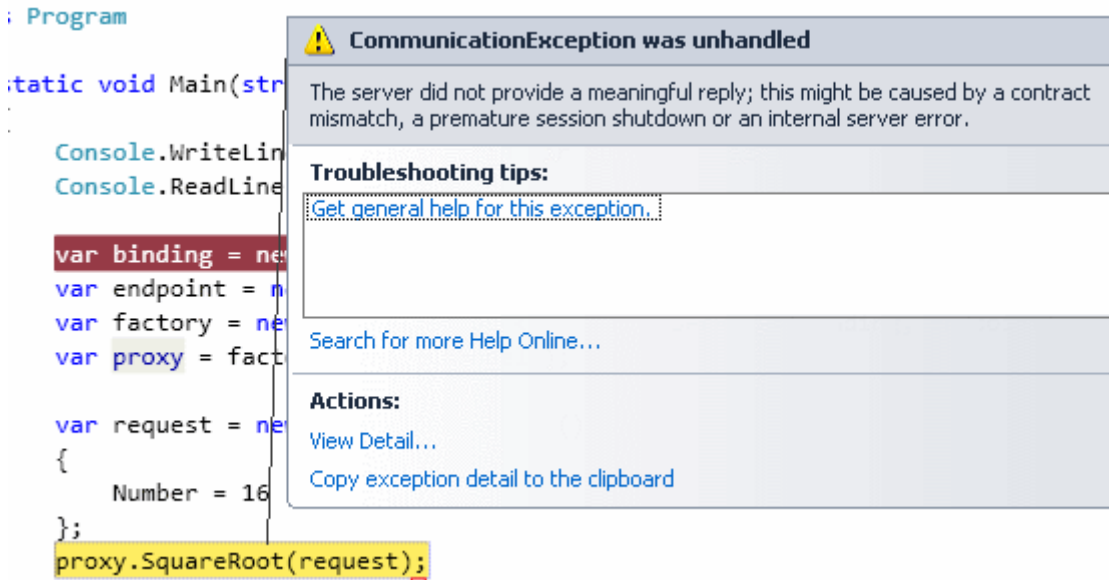 Program
CommunicationException was unhandled
static void Main(str
The server did not provide a meaningful reply; this might be caused by a contract
mismatch, a premature session shutdown or an internal server error.
Console.WriteLin
Console.ReadLine
Troubleshooting tips:
Get general help for this exception.
var binding = ne
var endpoint = n
var factory = new
var proxy = facto
Search for more Help Online...
Actions:
var request = ne
View Detail...
{
Copy exception detail to the clipboard
Number = 16
};
proxy.SquareRoot(request);